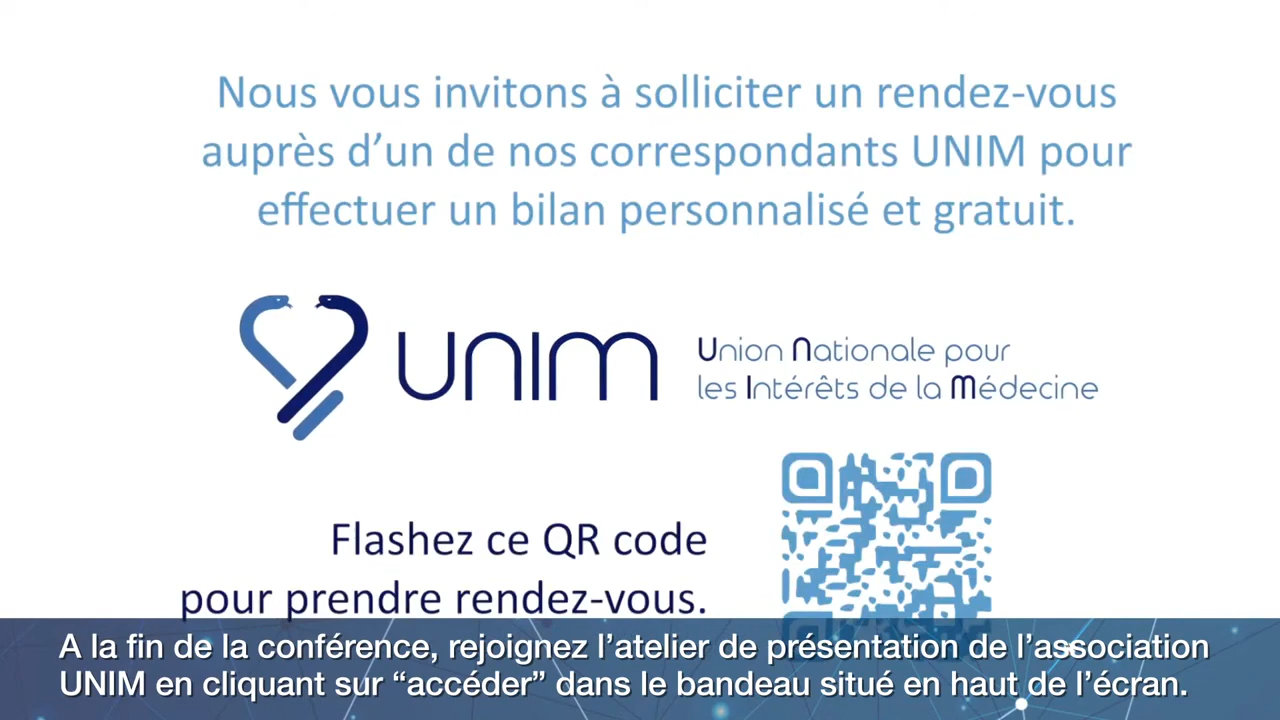 Nous vous invitons à solliciter un rendez-vous
auprès d’un de nos correspondants UNIM pour
effectuer un bilan personnalisé et gratuit.
UNIM
Union Nationale pour
les Intérêts de la Médecine
Flashez ce QR code
pour prendre rendez-vous.
A la fin de la conférence, rejoignez l’atelier de présentation de l’association
UNIM en cliquant sur “accéder” dans le bandeau situé en haut de l’écran.